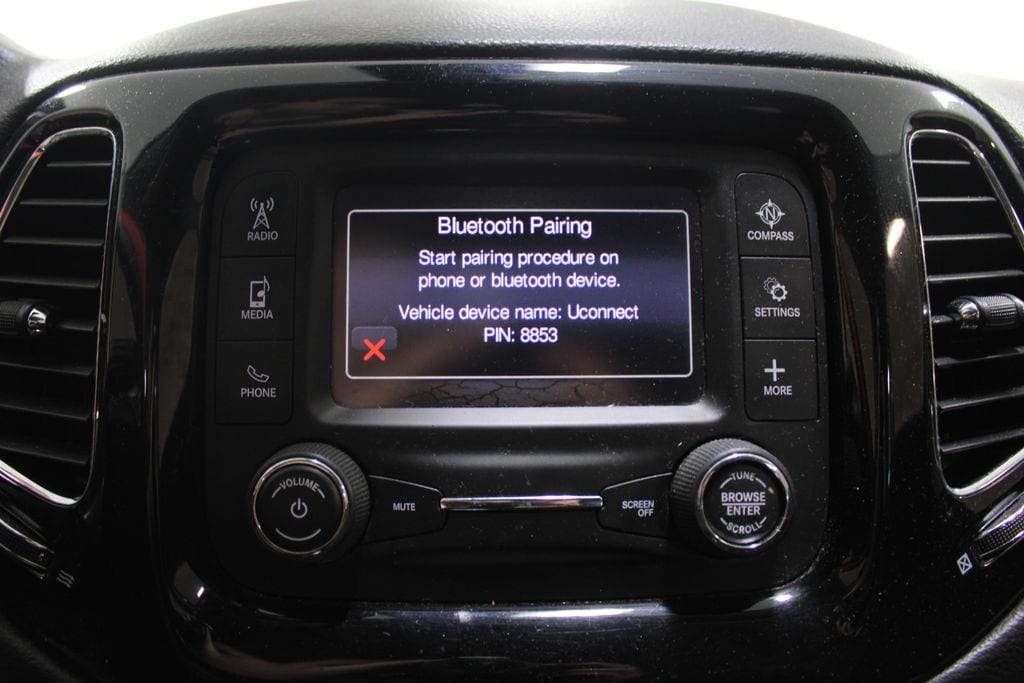 Bluetooth Pairing
Start pairing procedure on
phone or bluetooth device.
Vehicle device name: Uconnect
PIN: 8853
RADIO
MEDIA
PHONE
N
COMPASS
SETTINGS
MORE
VOLUME
MUTE
SCREEN
OFF
TUNE
BROWSE
ENTER
SCROLL